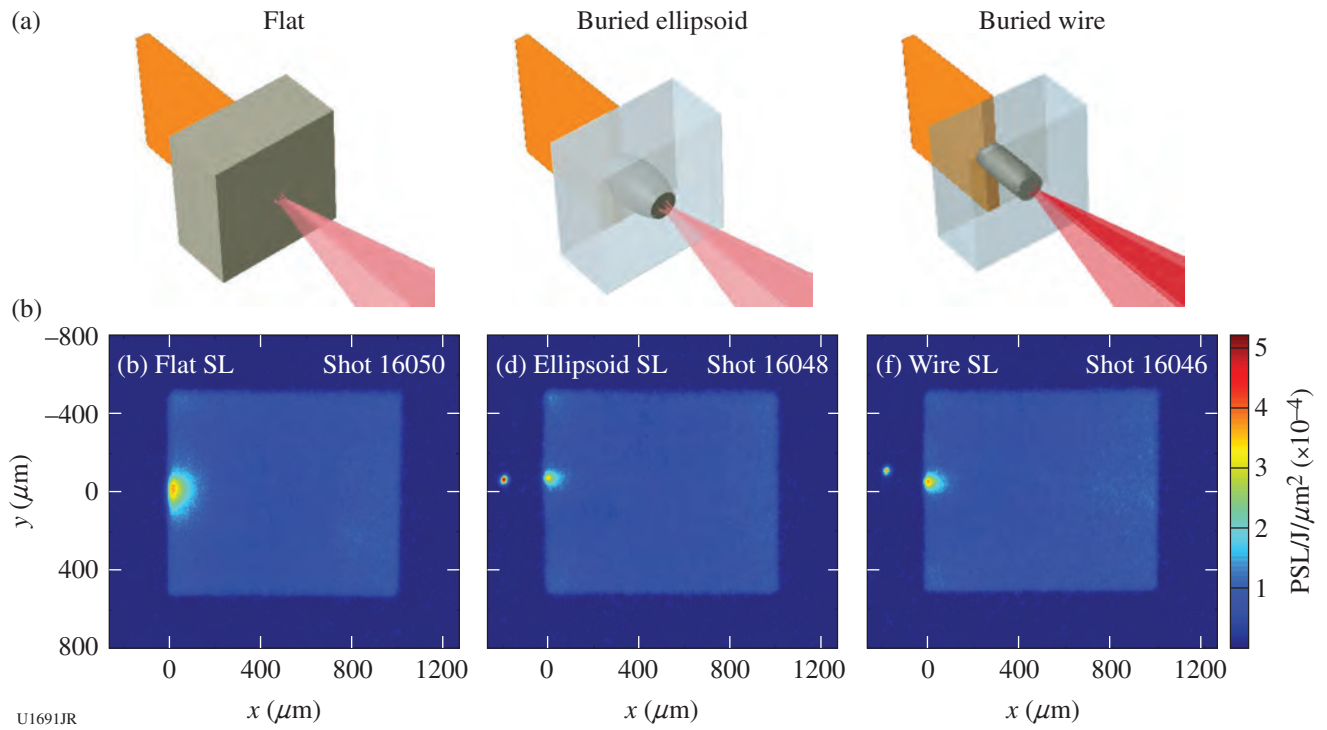 (a) Flat Buried ellipsoid Buried wire
(b)
–800
–400
0
400
800
y (μm)
(b) Flat SL Shot 16050
(d) Ellipsoid SL Shot 16048
(f) Wire SL Shot 16046
5
4
3
2
1
PSL/J/μm² (×10⁻⁴)
0 400 800 1200 0 400 800 1200 0 400 800 1200
x (μm) x (μm) x (μm)
U1691JR